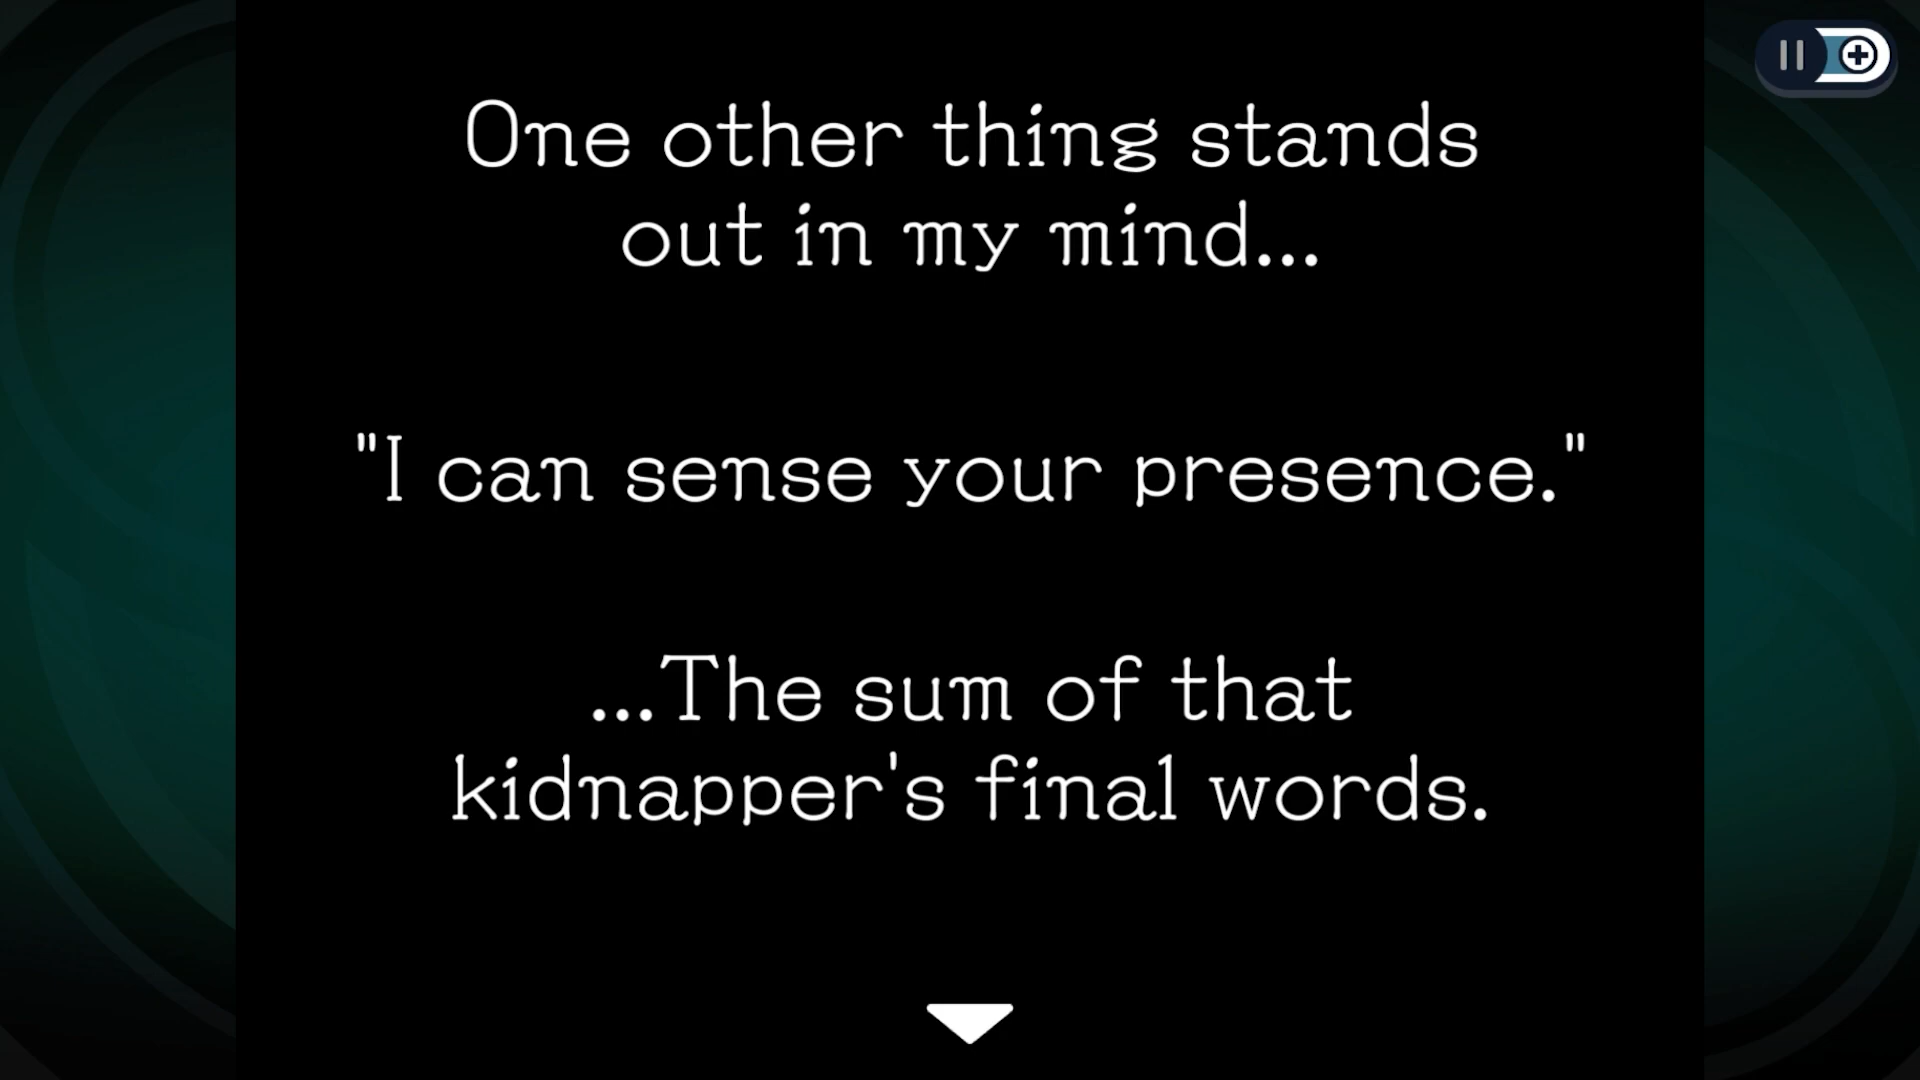 One other thing stands
out in my mind...
"I can sense your presence."
...The sum of that
kidnapper's final words.